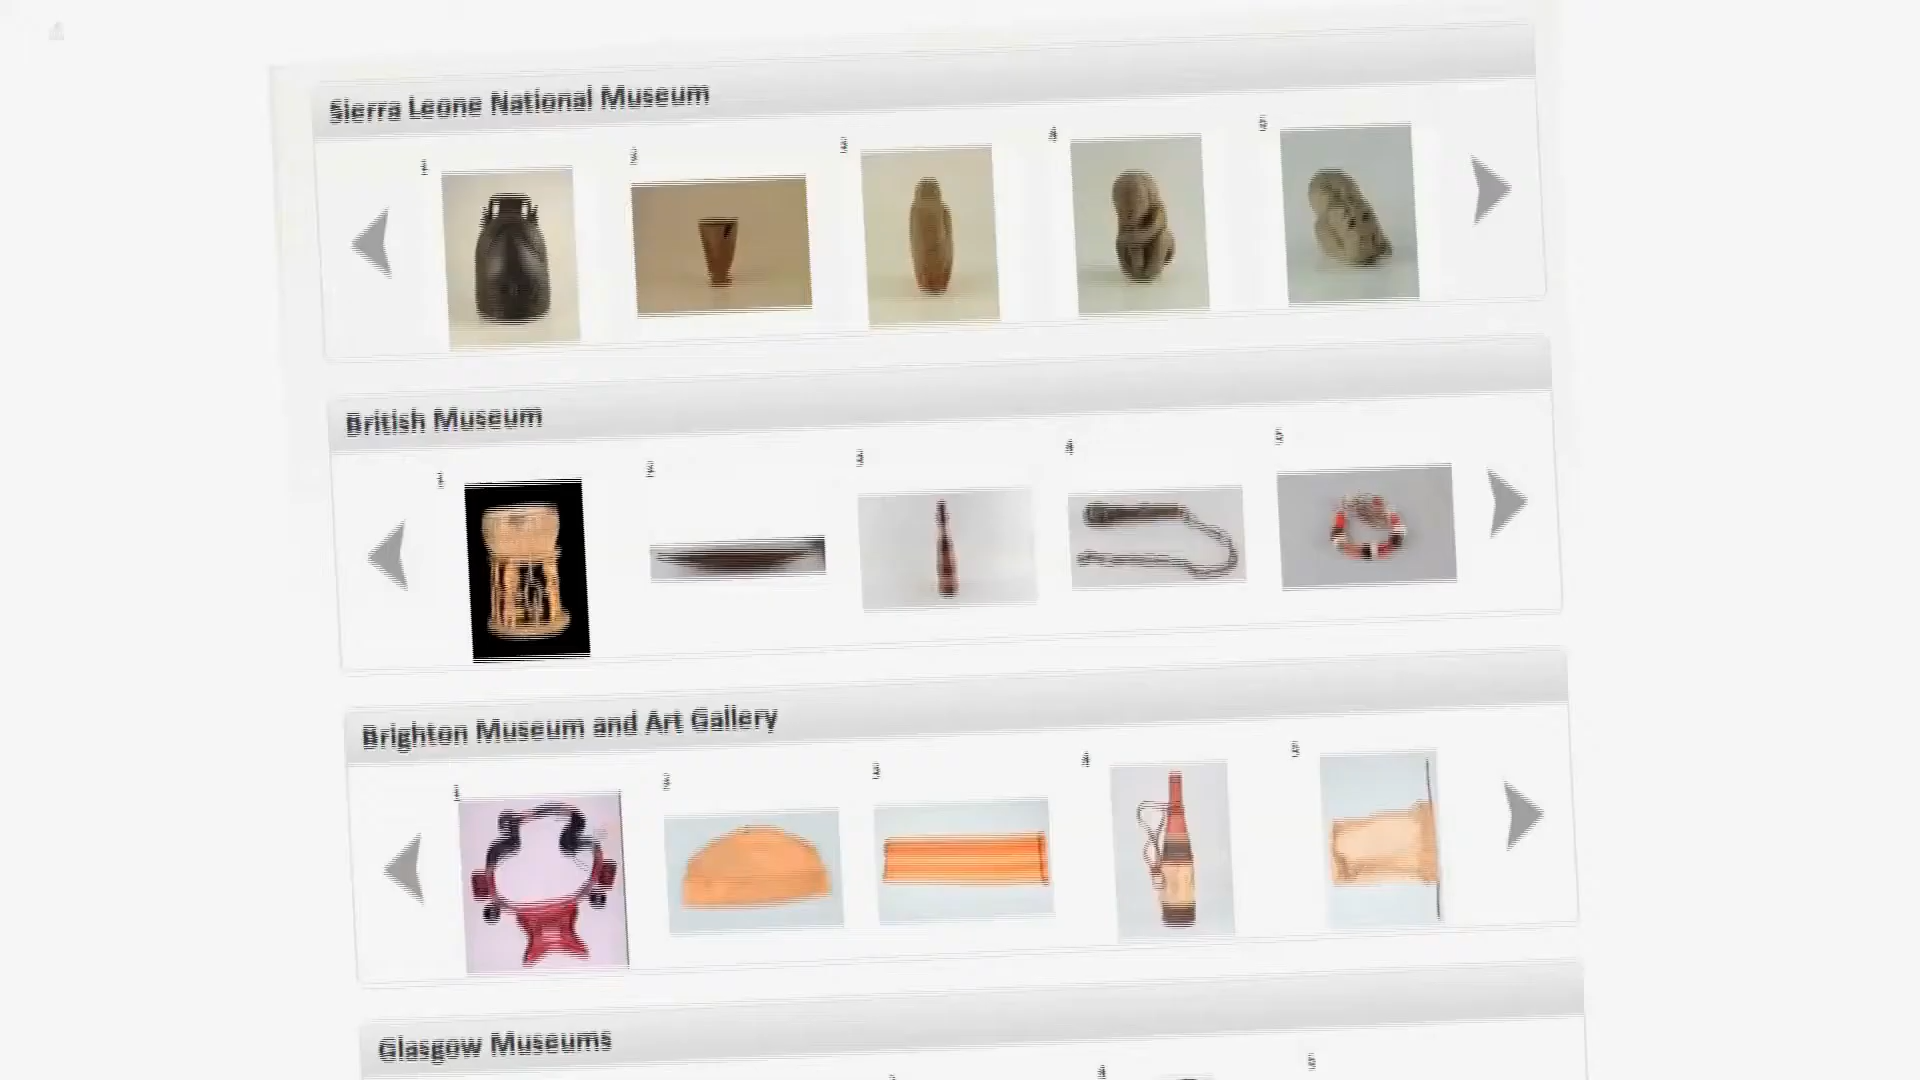 Sierra Leone National Museum
1 2 3 4 5
British Museum
1 2 3 4 5
Brighton Museum and Art Gallery
1 2 3 4 5
Glasgow Museums